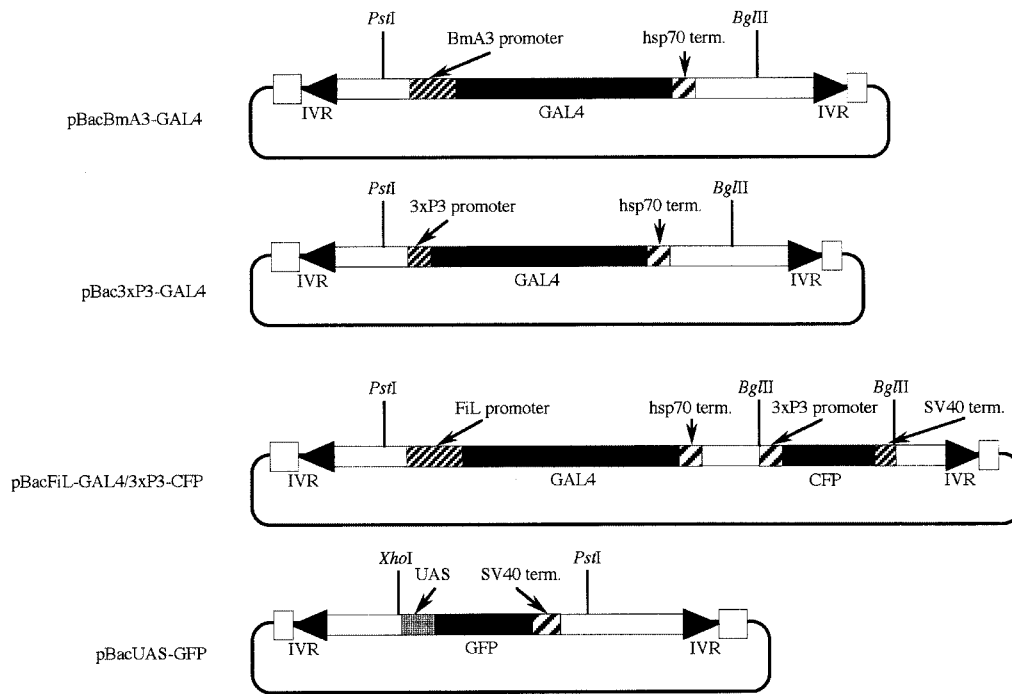 PstI
BmA3 promoter
hsp70 term.
BglII
pBacBmA3-GAL4
IVR
GAL4
IVR
PstI
3xP3 promoter
hsp70 term.
BglII
pBac3xP3-GAL4
IVR
GAL4
IVR
PstI
FiL promoter
hsp70 term.
BglII
3xP3 promoter
BglII
SV40 term.
pBacFiL-GAL4/3xP3-CFP
IVR
GAL4
CFP
IVR
XhoI
UAS
SV40 term.
PstI
pBacUAS-GFP
IVR
GFP
IVR